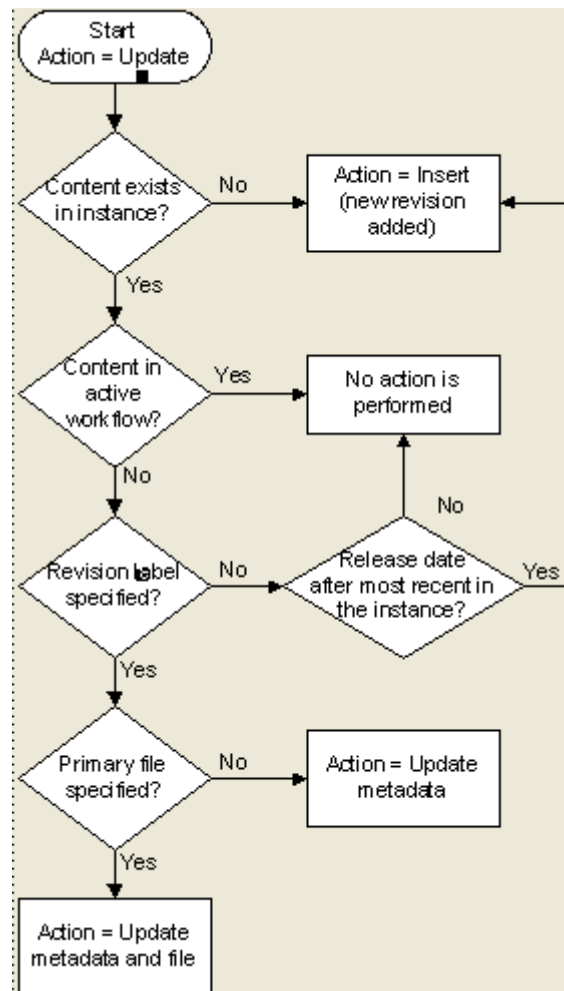 Start
Action = Update
Content exists
in instance?
No
Action = Insert
(new revision
added)
Yes
Content in
active
workflow?
Yes
No action is
performed
No
No
Revision label
specified?
No
Release date
after most recent in
the instance?
Yes
Yes
Primary file
specified?
No
Action = Update
metadata
Yes
Action = Update
metadata and file